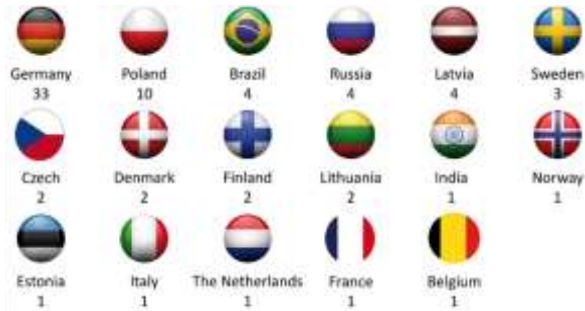 Germany Poland Brazil Russia Latvia Sweden
33 10 4 4 4 3
Czech Denmark Finland Lithuania India Norway
2 2 2 2 1 1
Estonia Italy The Netherlands France Belgium
1 1 1 1 1